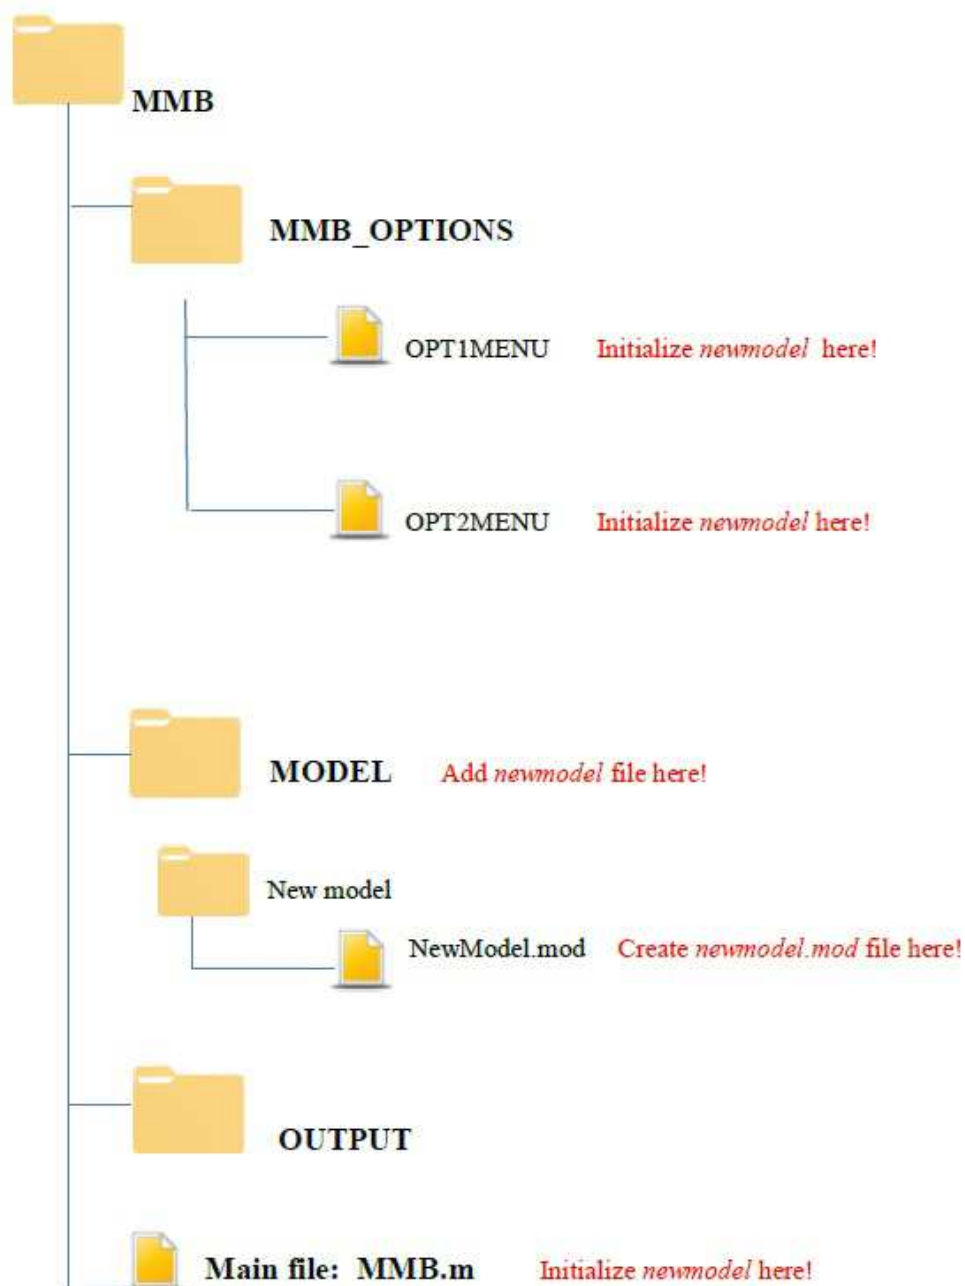 MMB
MMB_OPTIONS
OPT1MENU Initialize newmodel here!
OPT2MENU Initialize newmodel here!
MODEL Add newmodel file here!
New model
NewModel.mod Create newmodel.mod file here!
OUTPUT
Main file: MMB.m Initialize newmodel here!